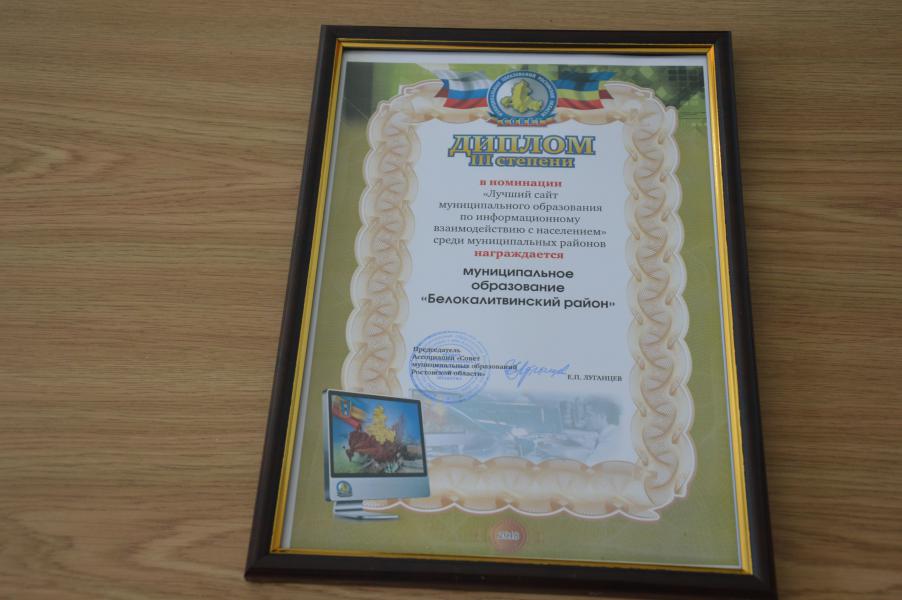 СОВЕТ
ДИПЛОМ
III степени
в номинации
«Лучший сайт
муниципального образования
по информационному
взаимодействию с населением»
среди муниципальных районов
награждается
муниципальное
образование
«Белокалитвинский район»
Председатель
Ассоциации «Совет
муниципальных образований
Ростовской области»
Е.П. ЛУГАНЦЕВ